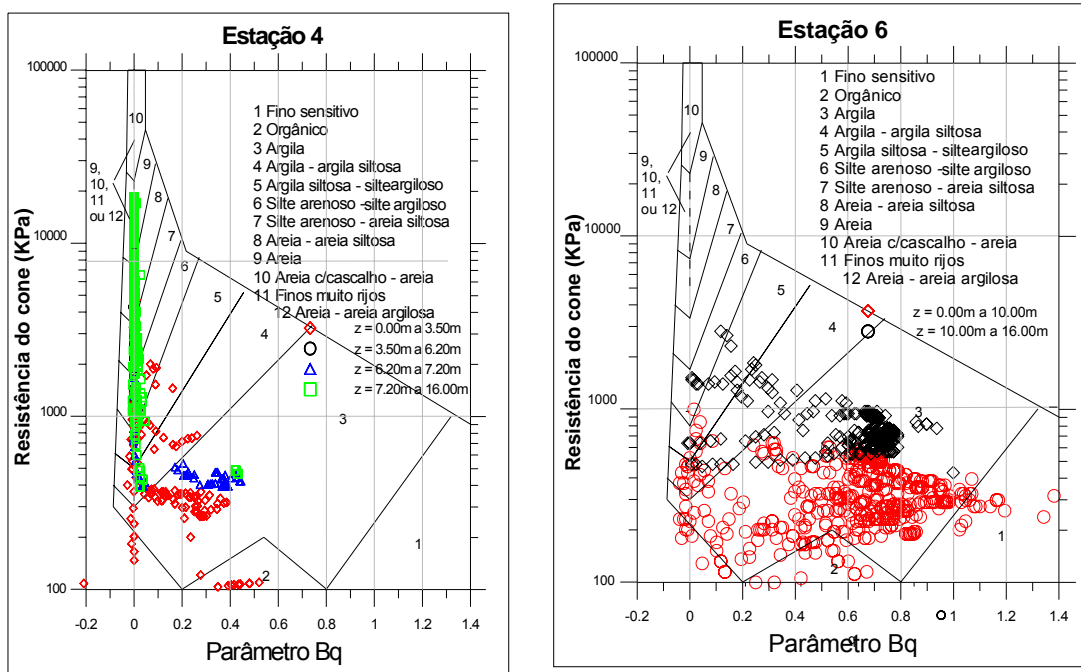 Estação 4
Resistência do cone (KPa)
100000
10000
1000
100
-0.2 0 0.2 0.4 0.6 0.8 1 1.2 1.4
Parâmetro Bq
1 Fino sensitivo
2 Orgânico
3 Argila
4 Argila - argila siltosa
5 Argila siltosa - silteargiloso
6 Silte arenoso -silte argiloso
7 Silte arenoso - areia siltosa
8 Areia - areia siltosa
9 Areia
10 Areia c/cascalho - areia
11 Finos muito rijos
12 Areia - areia argilosa
z = 0.00m a 3.50m
z = 3.50m a 6.20m
z = 6.20m a 7.20m
z = 7.20m a 16.00m
10
9
8
7
6
5
4
3
2
1
9,
10,
11
ou 12
Estação 6
Resistência do cone (KPa)
100000
10000
1000
100
-0.2 0 0.2 0.4 0.6 0.8 1 1.2 1.4
Parâmetro Bq
1 Fino sensitivo
2 Orgânico
3 Argila
4 Argila - argila siltosa
5 Argila siltosa - silteargiloso
6 Silte arenoso -silte argiloso
7 Silte arenoso - areia siltosa
8 Areia - areia siltosa
9 Areia
10 Areia c/cascalho - areia
11 Finos muito rijos
12 Areia - areia argilosa
z = 0.00m a 10.00m
z = 10.00m a 16.00m
10
9
8
7
6
5
4
3
2
1
9,
10,
11
ou 12